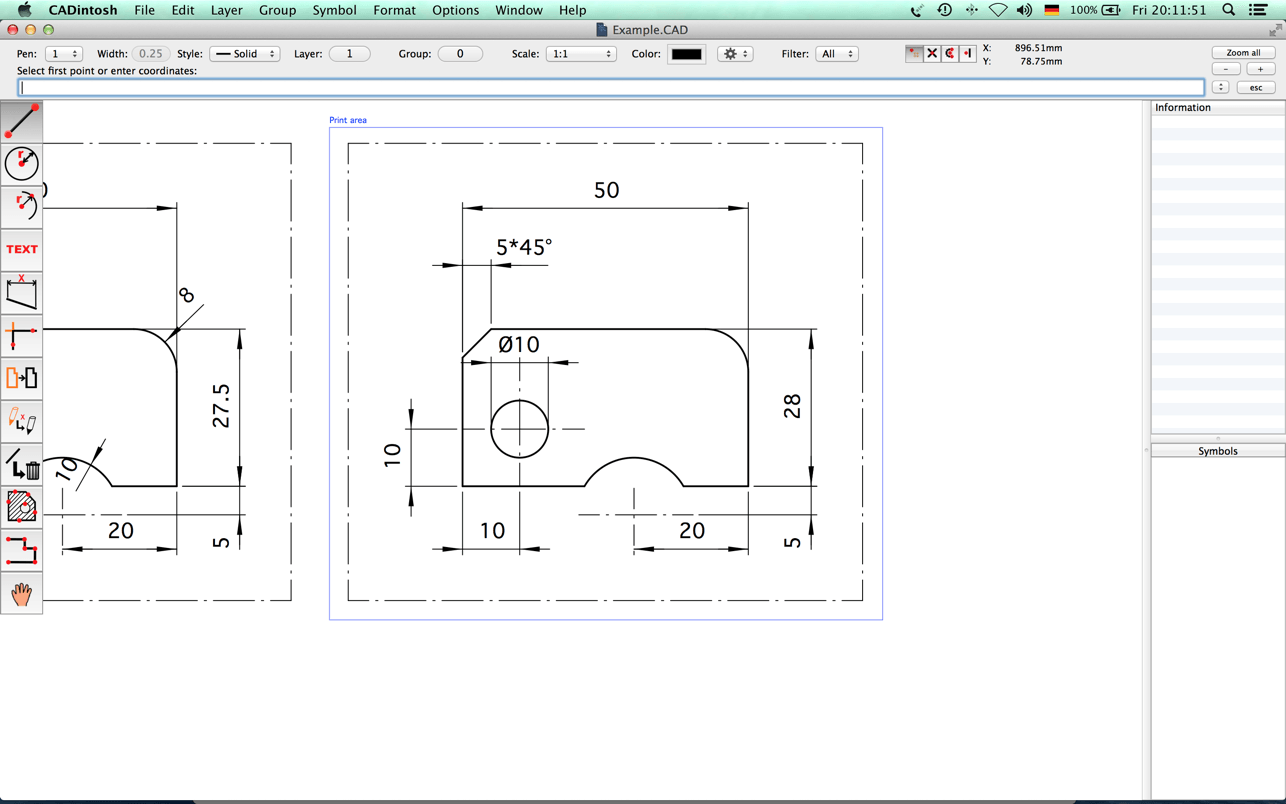 CADintosh File Edit Layer Group Symbol Format Options Window Help 100% Fri 20:11:51
Example.CAD
Pen: 1 Width: 0.25 Style: Solid Layer: 1 Group: 0 Scale: 1:1 Color: Filter: All X: 896.51mm Zoom all
Y: 78.75mm
Select first point or enter coordinates: - +
esc
Information
Print area
50
5*45°
r
r
TEXT
X
8
Ø10
27.5
28
x
10
10
Symbols
20
5
10
20
5